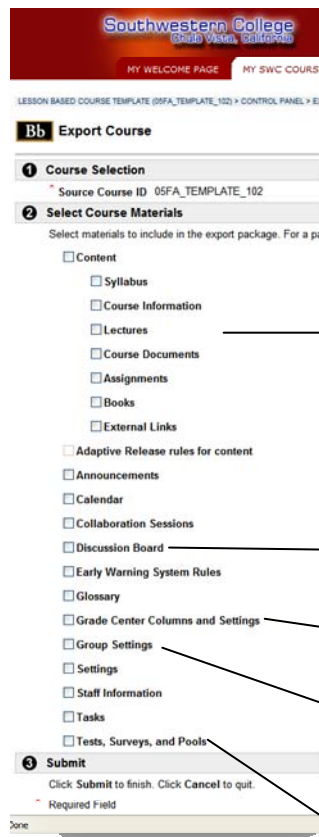 Southwestern College
Chula Vista, California
MY WELCOME PAGE MY SWC COURS
LESSON BASED COURSE TEMPLATE (05FA_TEMPLATE_102) > CONTROL PANEL > E
Bb Export Course
1 Course Selection
* Source Course ID 05FA_TEMPLATE_102
2 Select Course Materials
Select materials to include in the export package. For a pa
Content
Syllabus
Course Information
Lectures
Course Documents
Assignments
Books
External Links
Adaptive Release rules for content
Announcements
Calendar
Collaboration Sessions
Discussion Board
Early Warning System Rules
Glossary
Grade Center Columns and Settings
Group Settings
Settings
Staff Information
Tasks
Tests, Surveys, and Pools
3 Submit
Click Submit to finish. Click Cancel to quit.
* Required Field
Done